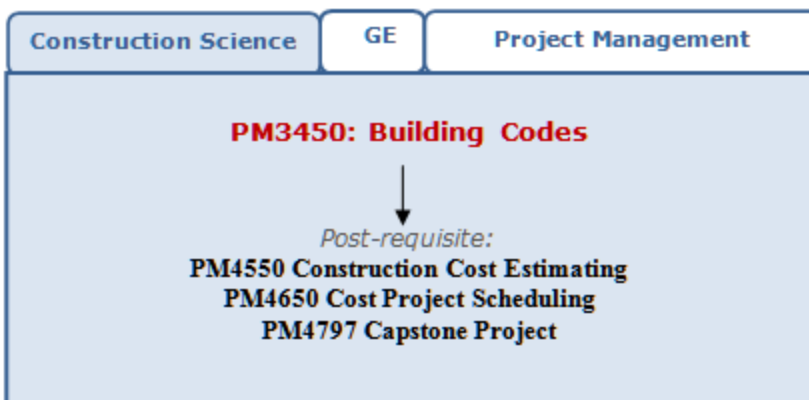 Construction Science GE Project Management
PM3450: Building Codes
Post-requisite:
PM4550 Construction Cost Estimating
PM4650 Cost Project Scheduling
PM4797 Capstone Project